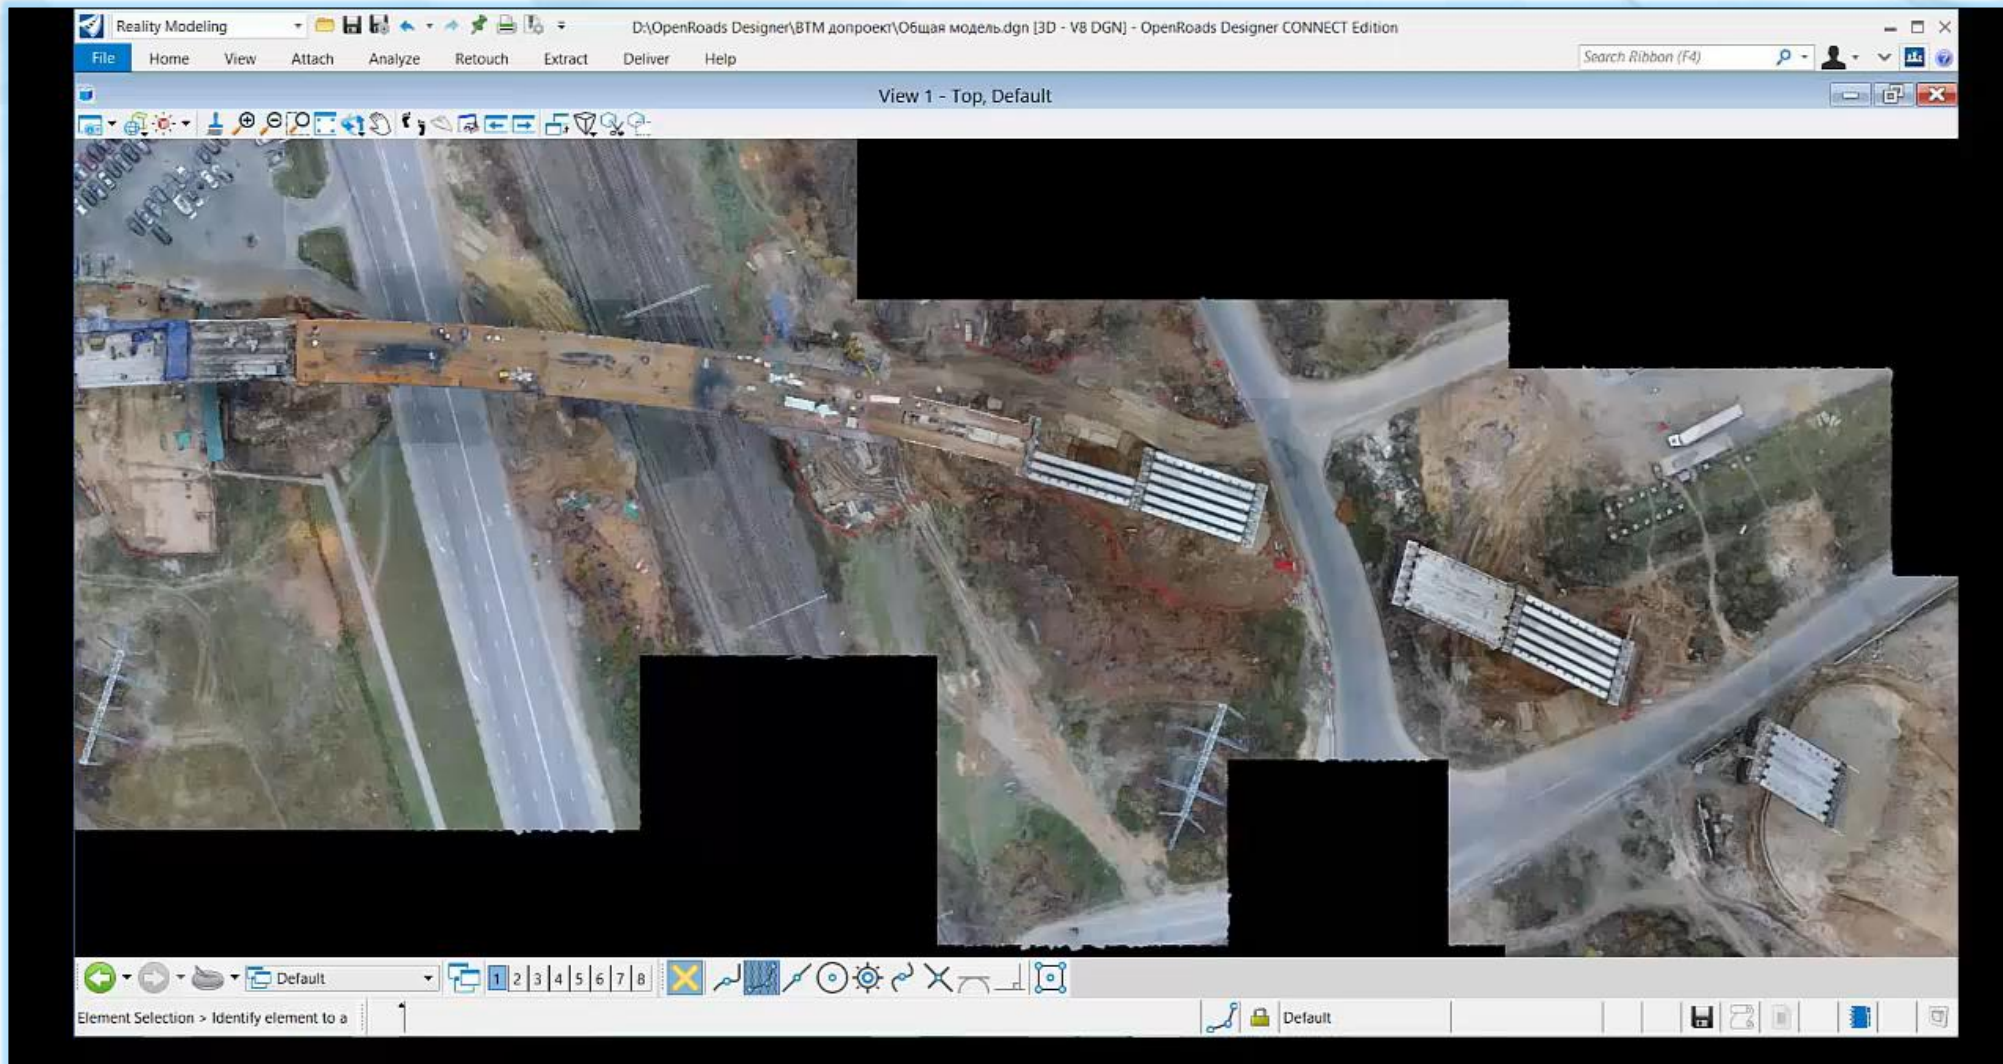 Reality Modeling
D:\OpenRoads Designer\ВТМ допроект\Общая модель.dgn [3D - V8 DGN] - OpenRoads Designer CONNECT Edition
File Home View Attach Analyze Retouch Extract Deliver Help
Search Ribbon (F4)
View 1 - Top, Default
Default
1 2 3 4 5 6 7 8
Element Selection > Identify element to a
Default